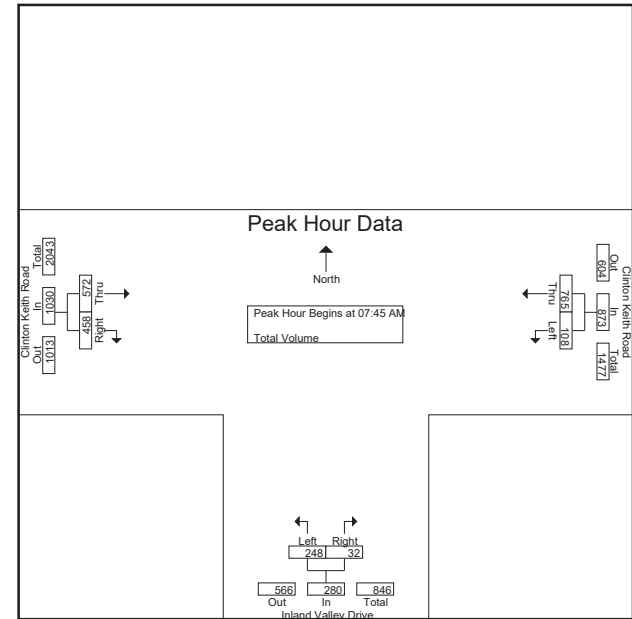 Peak Hour Data
North
Peak Hour Begins at 07:45 AM
Total Volume
Clinton Keith Road
Total
2043
In
1030
Out
1013
Thru
572
Right
458
Clinton Keith Road
Out
604
In
873
Total
1477
Thru
765
Left
108
Left Right
248 32
566 280 846
Out In Total
Inland Valley Drive